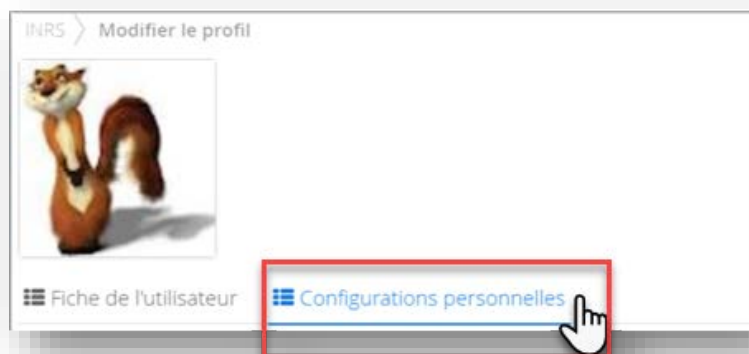 INRS > Modifier le profil
Fiche de l'utilisateur Configurations personnelles